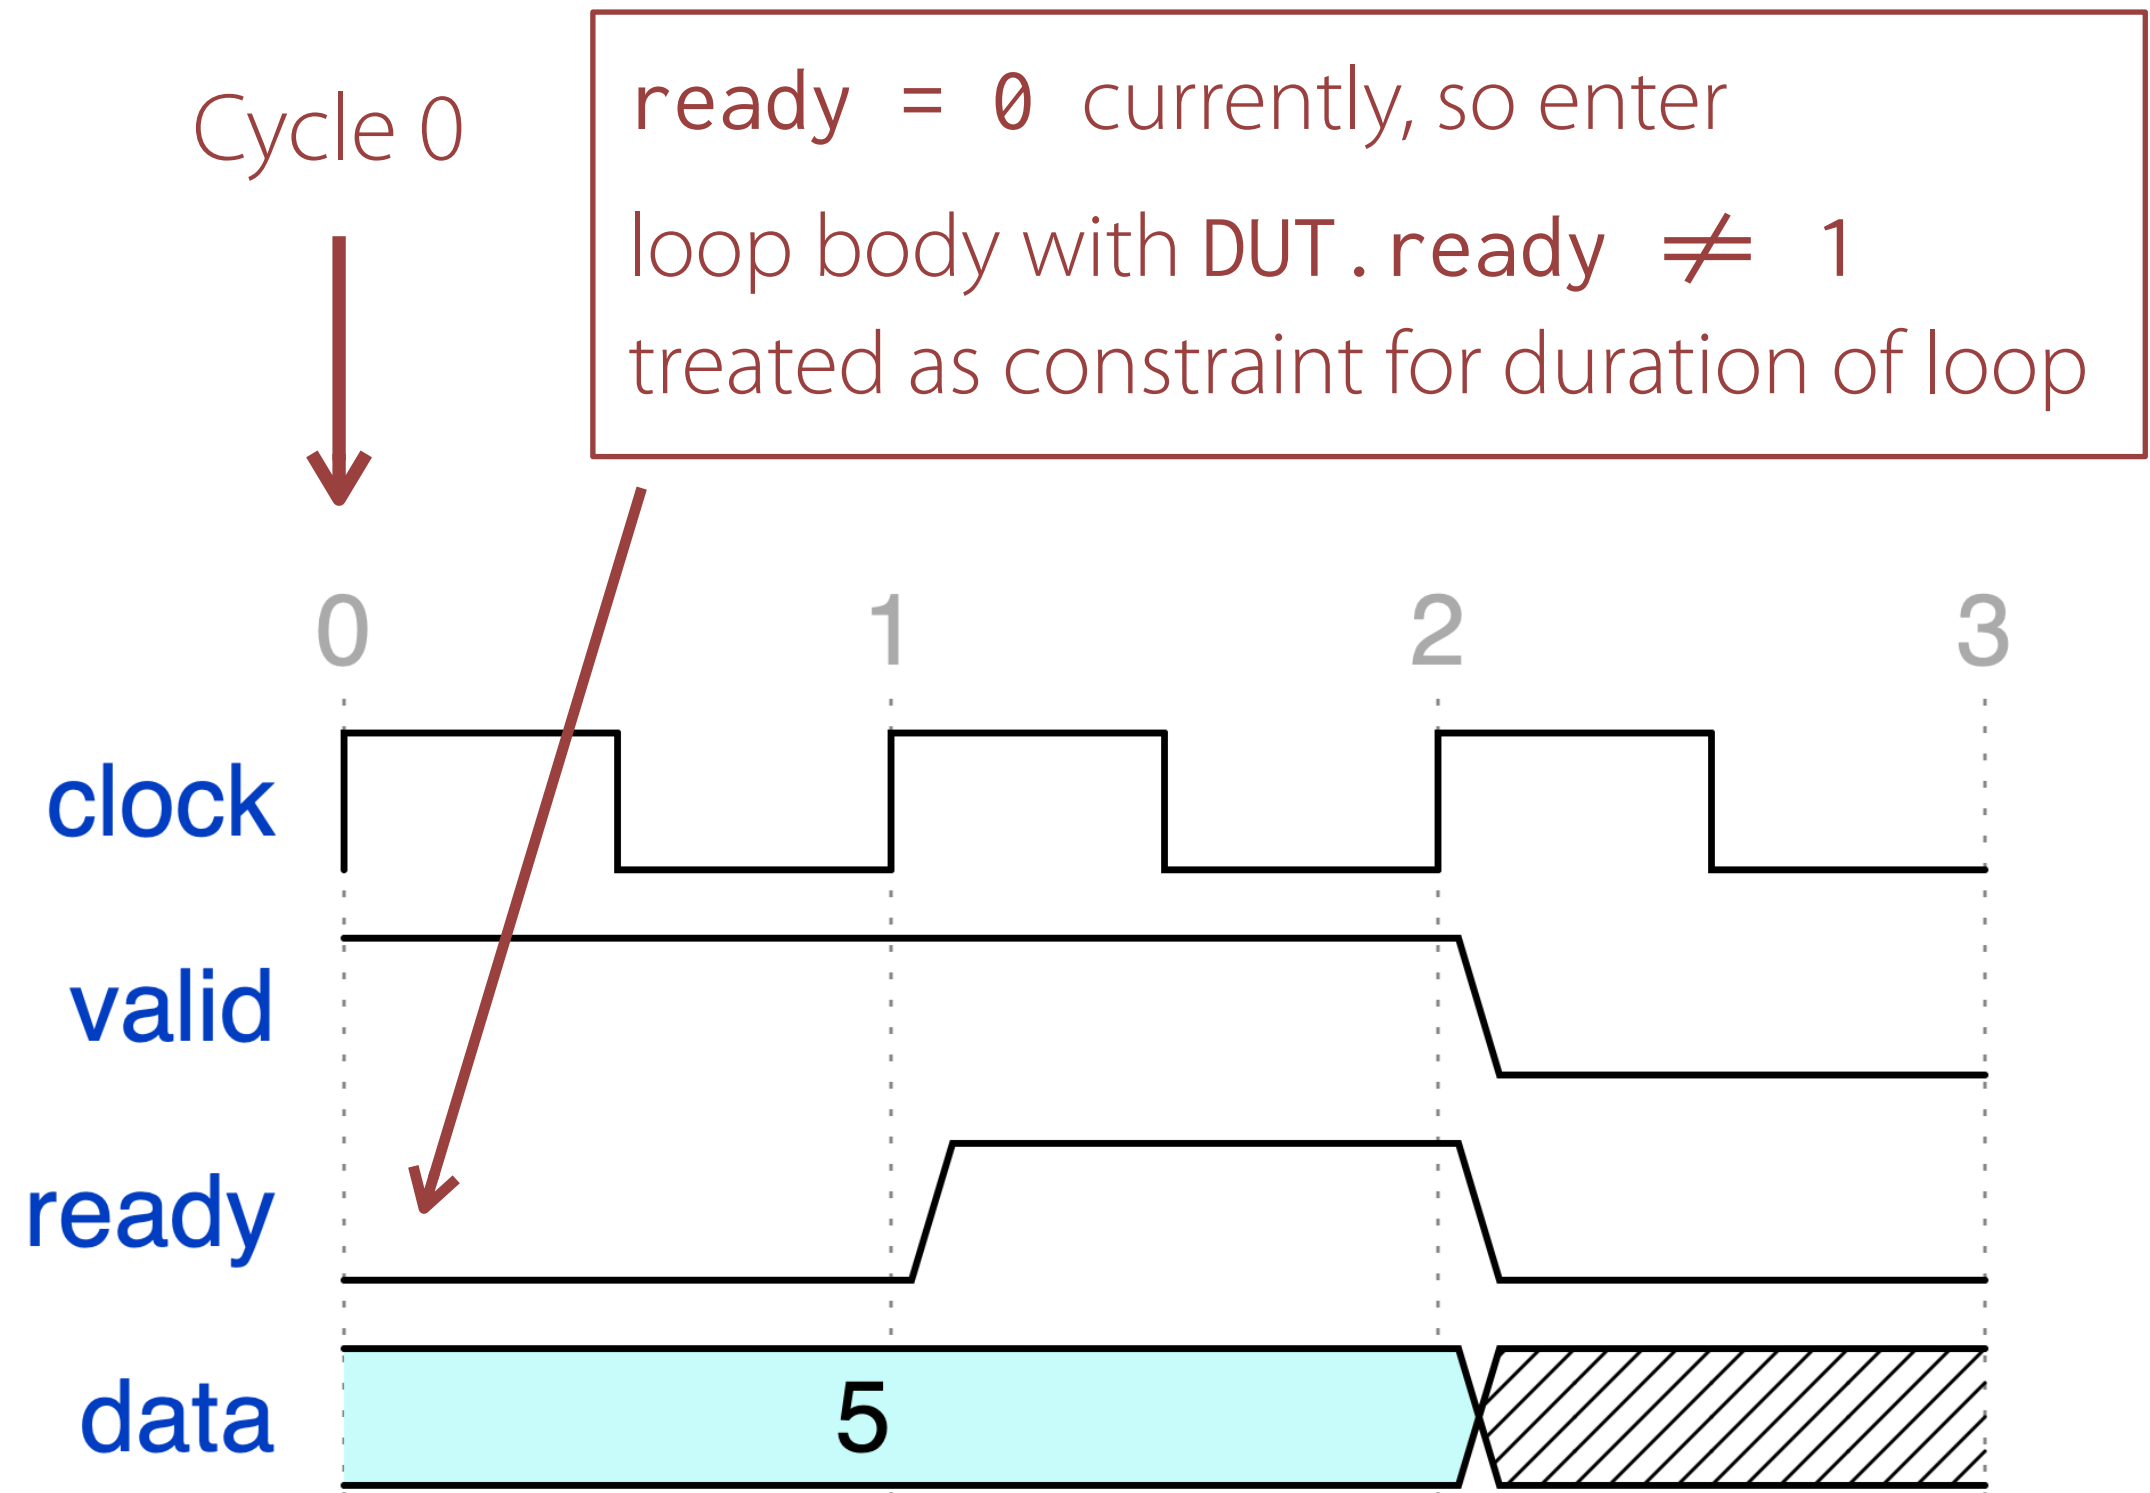 Cycle 0
ready = 0 currently, so enter
loop body with DUT.ready ≠ 1
treated as constraint for duration of loop
0 1 2 3
clock
valid
ready
data 5